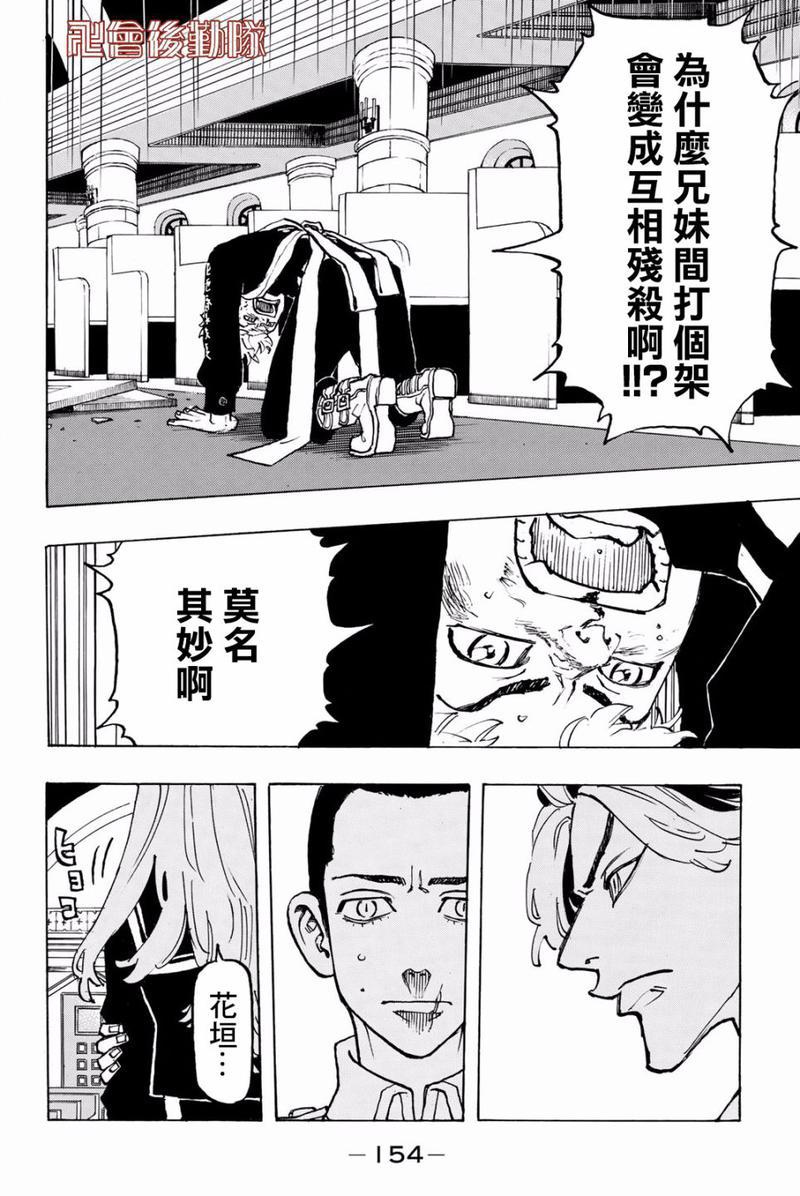 卍會後勤隊
為什麼兄妹間打個架
會變成互相殘殺啊!!?
莫名
其妙啊
花垣…
ヒョコ
—154—